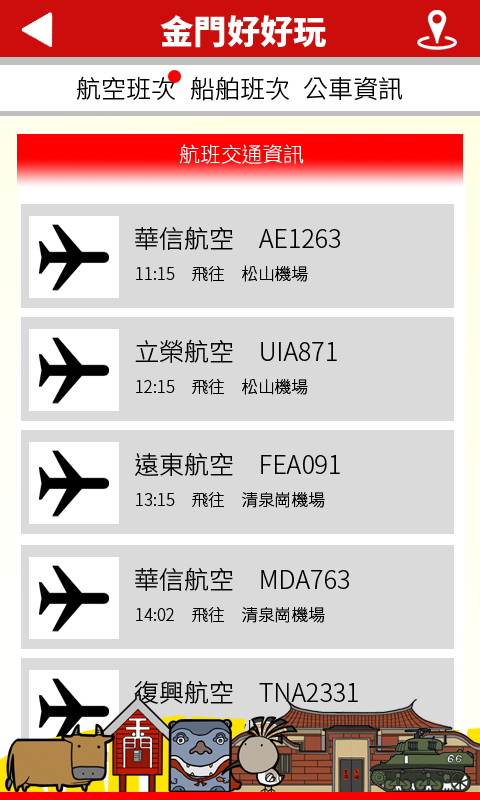 金門好好玩
航空班次 船舶班次 公車資訊
航班交通資訊
華信航空 AE1263
11:15 飛往 松山機場
立榮航空 UIA871
12:15 飛往 松山機場
遠東航空 FEA091
13:15 飛往 清泉崗機場
華信航空 MDA763
14:02 飛往 清泉崗機場
復興航空 TNA2331
金門
66